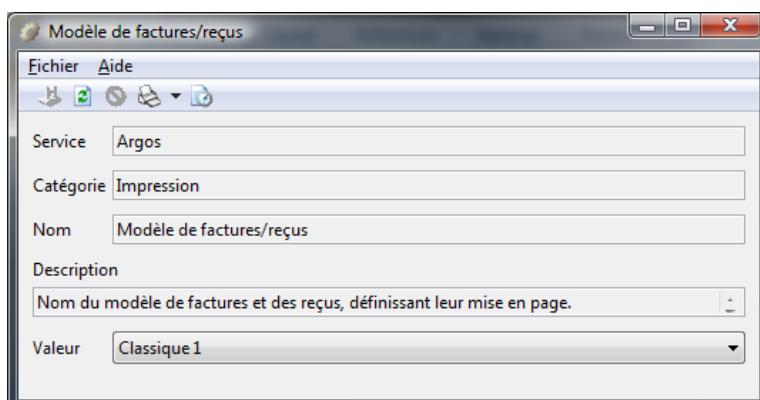 Modèle de factures/reçus
Fichier Aide
Service Argos
Catégorie Impression
Nom Modèle de factures/reçus
Description
Nom du modèle de factures et des reçus, définissant leur mise en page.
Valeur Classique 1